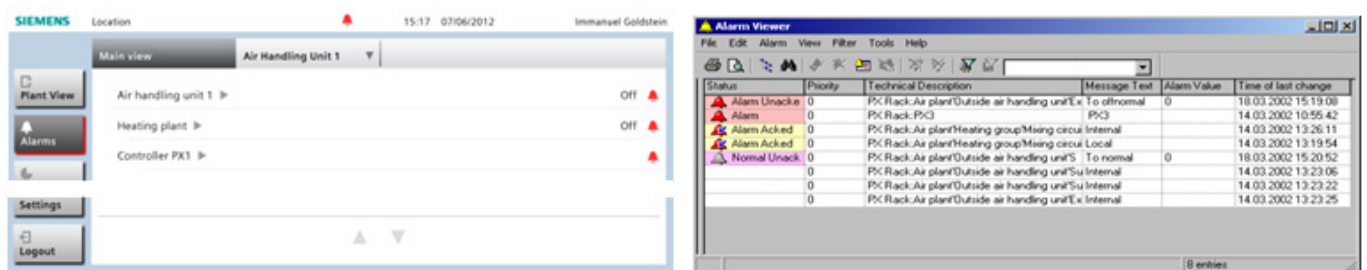 SIEMENS Location 15:17 07/06/2012 Immanuel Goldstein
Main view Air Handling Unit 1
Plant View
Air handling unit 1 Off
Heating plant Off
Alarms
Controller PX1
Settings
Logout
Alarm Viewer
File Edit Alarm View Filter Tools Help
Status Priority Technical Description Message Text Alarm Value Time of last change
Alarm Unacke 0 PX Rack:Air plant'Outside air handling unit'Ex To offnormal 0 18.03.2002 15:19:08
Alarm 0 PX Rack:PX3 PX3 14.03.2002 10:55:42
Alarm Acked 0 PX Rack:Air plant'Heating group'Mixing circui Internal 14.03.2002 13:26:11
Alarm Acked 0 PX Rack:Air plant'Heating group'Mixing circui Local 14.03.2002 13:19:54
Normal Unack 0 PX Rack:Air plant'Outside air handling unit'S To normal 0 18.03.2002 15:20:52
0 PX Rack:Air plant'Outside air handling unit'Su Internal 14.03.2002 13:23:06
0 PX Rack:Air plant'Outside air handling unit'Su Internal 14.03.2002 13:23:22
0 PX Rack:Air plant'Outside air handling unit'Ex Internal 14.03.2002 13:23:25
8 entries